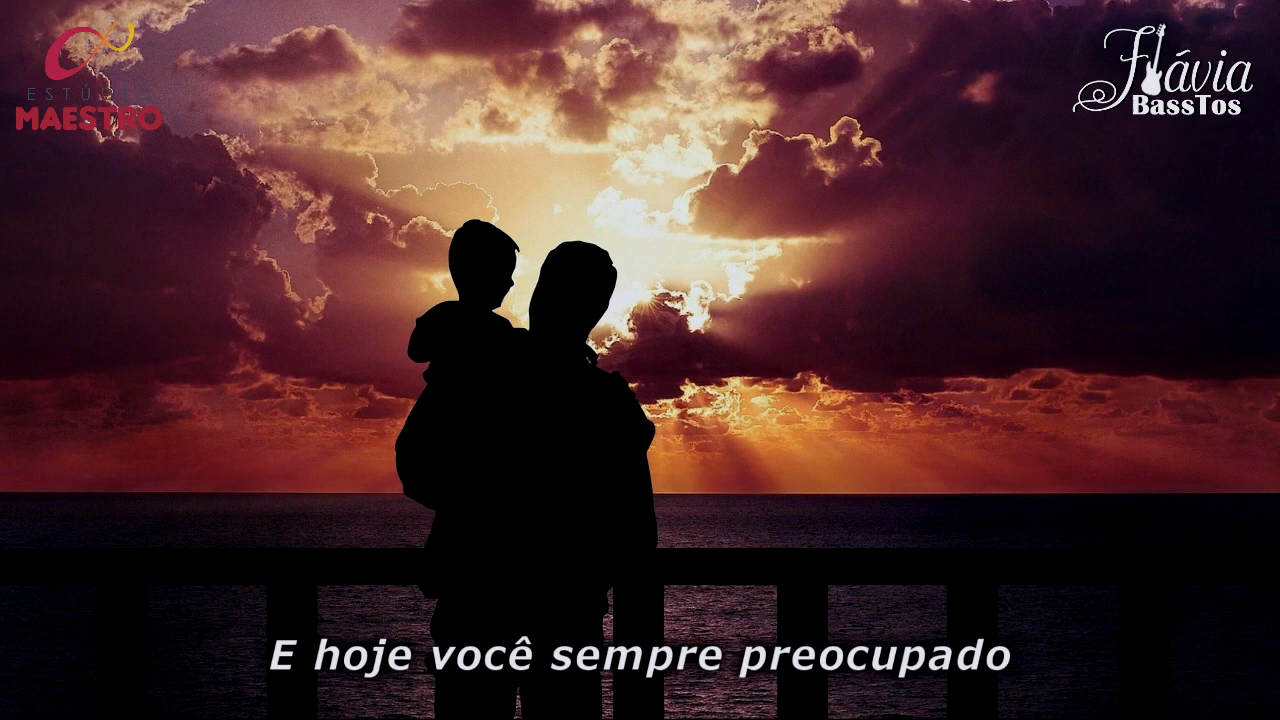 ESTÚDIO
MAESTRO
Flávia
BassTos
E hoje você sempre preocupado